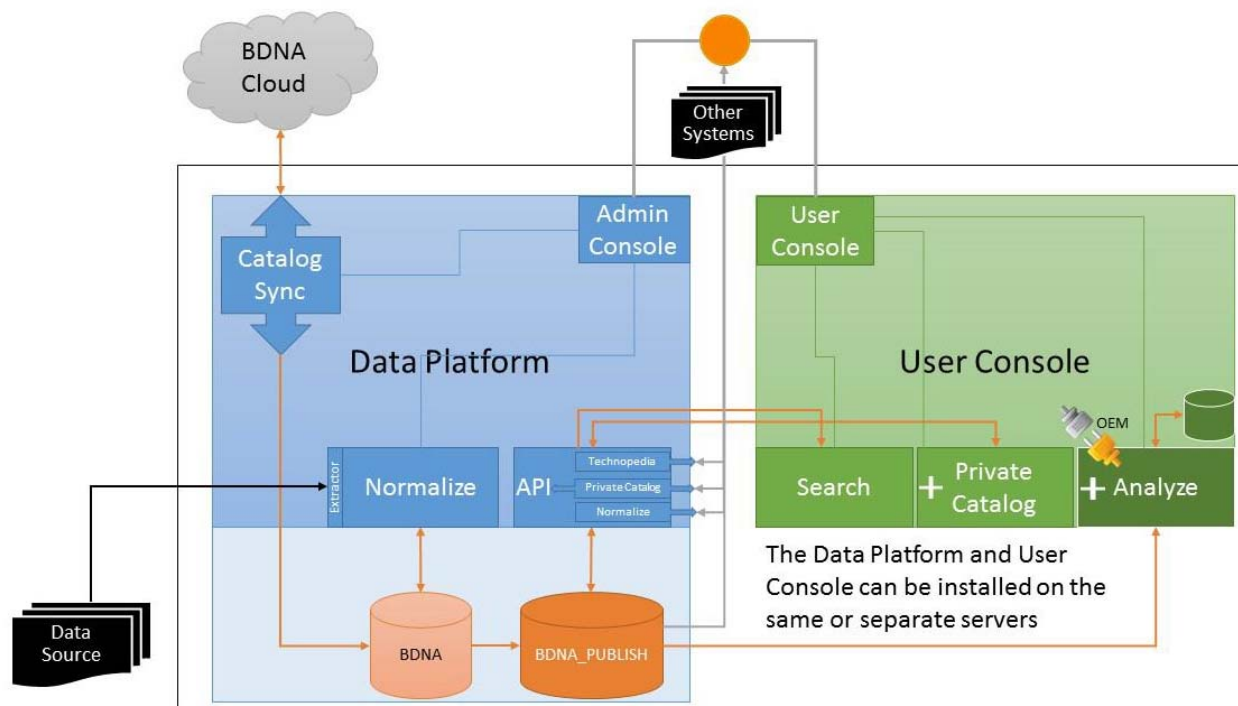 BDNA
Cloud
Other
Systems
Admin
Console
User
Console
Catalog
Sync
Data Platform
User Console
OEM
Extractor
Normalize
API
Technopedia
Private Catalog
Normalize
Search
+ Private
Catalog
+ Analyze
The Data Platform and User
Console can be installed on the
same or separate servers
Data
Source
BDNA
BDNA_PUBLISH